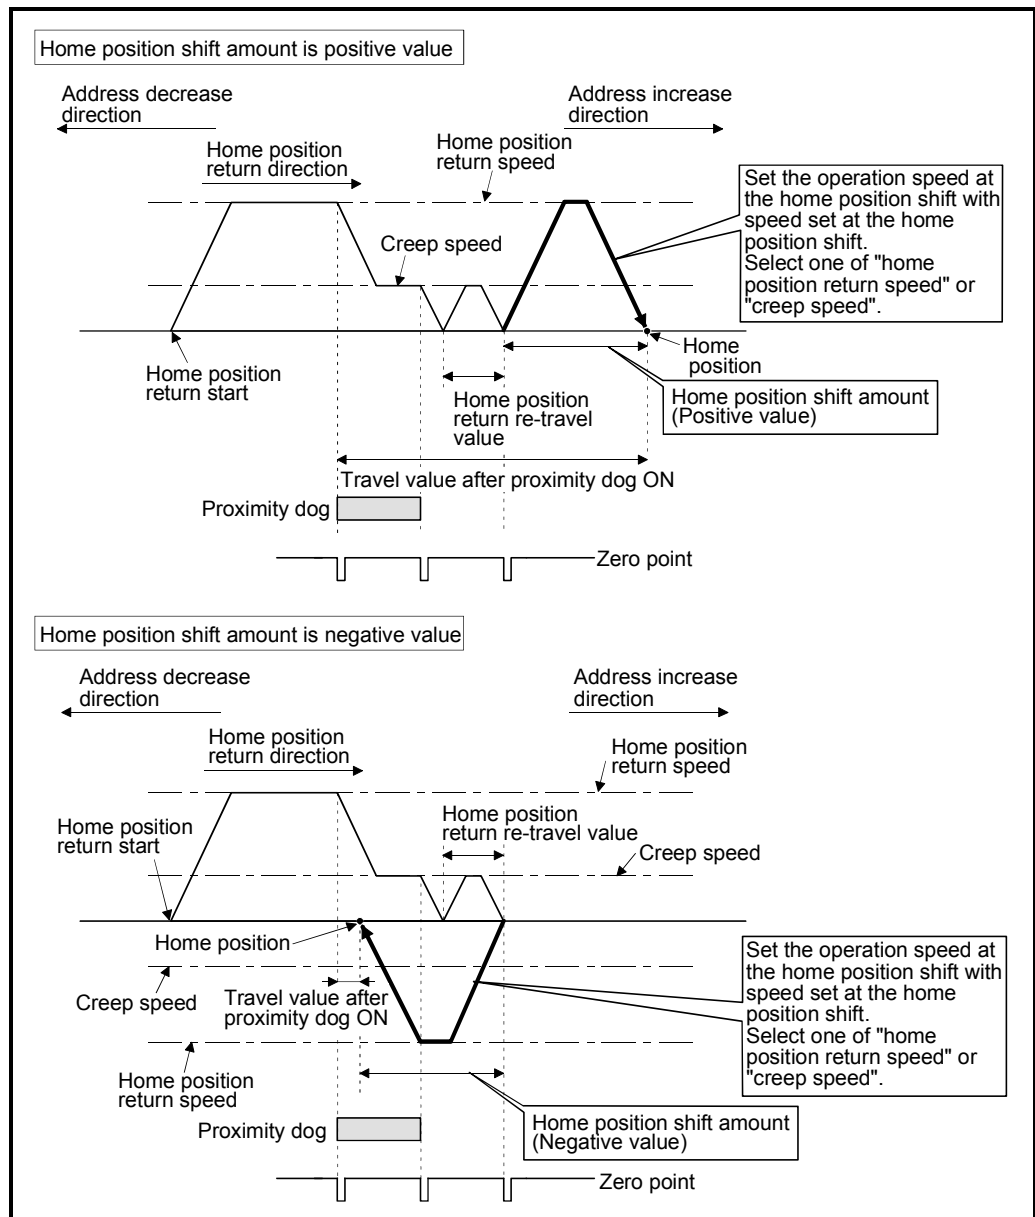 Home position shift amount is positive value
Address decrease
direction
Address increase
direction
Home position
return direction
Home position
return speed
Set the operation speed at
the home position shift with
speed set at the home
position shift.
Select one of "home
position return speed" or
"creep speed".
Creep speed
Home position
return start
Home
position
Home position
return re-travel
value
Home position shift amount
(Positive value)
Travel value after proximity dog ON
Proximity dog
Zero point
Home position shift amount is negative value
Address decrease
direction
Address increase
direction
Home position
return direction
Home position
return speed
Home position
return start
Home position
return re-travel value
Creep speed
Home position
Creep speed
Travel value after
proximity dog ON
Set the operation speed at
the home position shift with
speed set at the home
position shift.
Select one of "home
position return speed" or
"creep speed".
Home position
return speed
Home position shift amount
(Negative value)
Proximity dog
Zero point